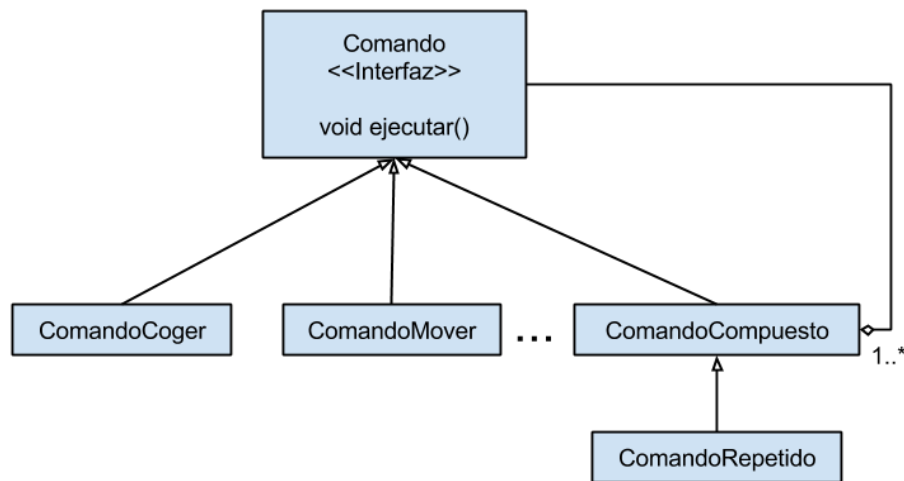 Comando
<<Interfaz>>
void ejecutar()
ComandoCoger
ComandoMover
...
ComandoCompuesto
1..*
ComandoRepetido